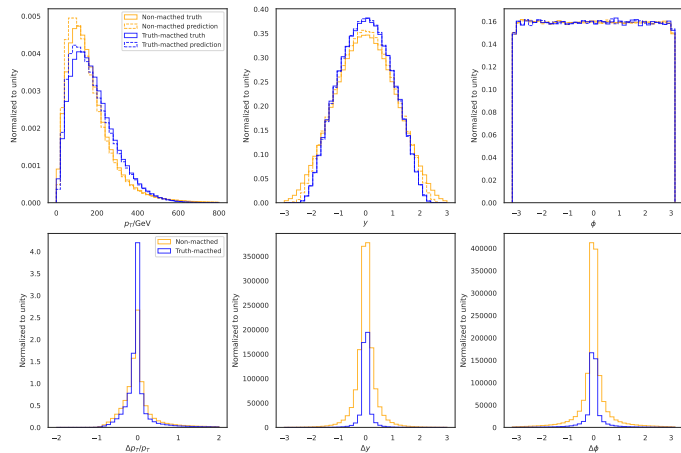 Normalized to unity
0.005
0.004
0.003
0.002
0.001
0.000
0
200
400
600
800
p_T/GeV
Non-macthed truth
Non-macthed prediction
Truth-macthed truth
Truth-macthed prediction
Normalized to unity
0.40
0.35
0.30
0.25
0.20
0.15
0.10
0.05
0.00
−3 −2 −1 0 1 2 3
y
Normalized to unity
0.16
0.14
0.12
0.10
0.08
0.06
0.04
0.02
0.00
−3 −2 −1 0 1 2 3
ϕ
Normalized to unity
4.0
3.5
3.0
2.5
2.0
1.5
1.0
0.5
0.0
−2 −1 0 1 2
Δp_T/p_T
Non-macthed
Truth-macthed
Normalized to unity
350000
300000
250000
200000
150000
100000
50000
0
−3 −2 −1 0 1 2 3
Δy
Normalized to unity
400000
350000
300000
250000
200000
150000
100000
50000
0
−3 −2 −1 0 1 2 3
Δϕ